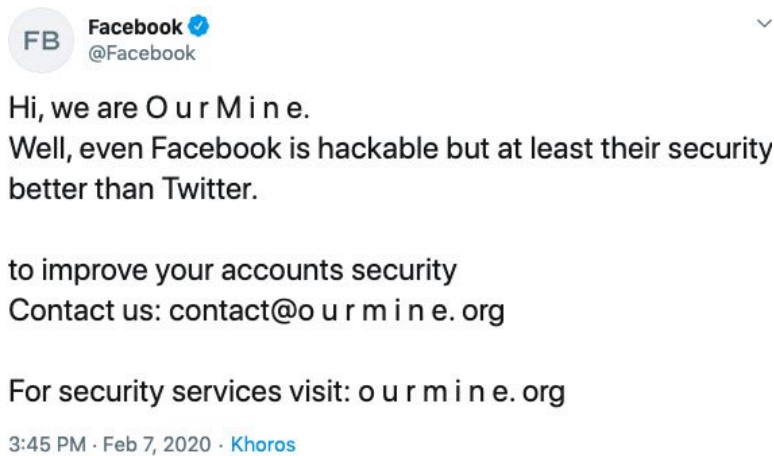 FB
Facebook
@Facebook
Hi, we are O u r M i n e.
Well, even Facebook is hackable but at least their security
better than Twitter.
to improve your accounts security
Contact us: contact@o u r m i n e. org
For security services visit: o u r m i n e. org
3:45 PM · Feb 7, 2020 · Khoros